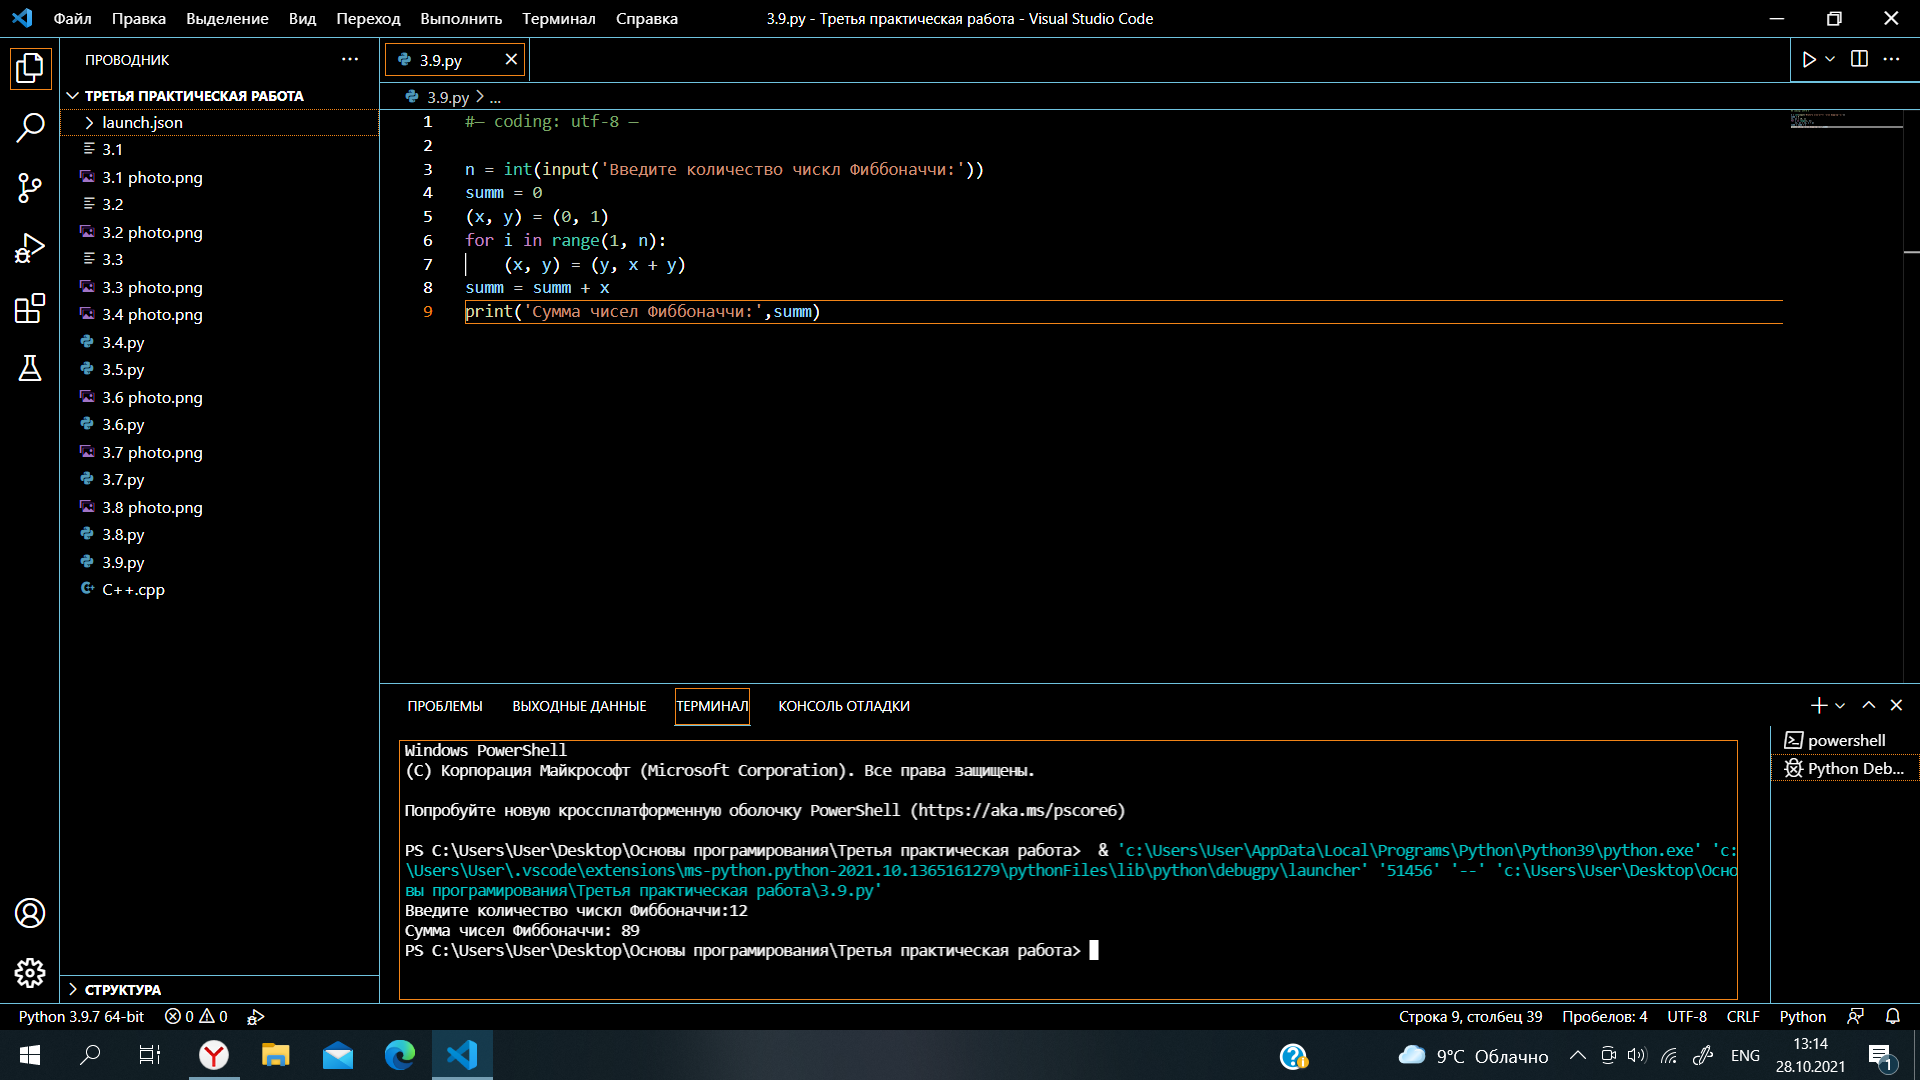 Файл Правка Выделение Вид Переход Выполнить Терминал Справка
3.9.py - Третья практическая работа - Visual Studio Code
ПРОВОДНИК
ТРЕТЬЯ ПРАКТИЧЕСКАЯ РАБОТА
launch.json
3.1
3.1 photo.png
3.2
3.2 photo.png
3.3
3.3 photo.png
3.4 photo.png
3.4.py
3.5.py
3.6 photo.png
3.6.py
3.7 photo.png
3.7.py
3.8 photo.png
3.8.py
3.9.py
C++.cpp
СТРУКТУРА
3.9.py
3.9.py > ...
1 #— coding: utf-8 —
2
3 n = int(input('Введите количество чискл Фиббоначчи:'))
4 summ = 0
5 (x, y) = (0, 1)
6 for i in range(1, n):
7 (x, y) = (y, x + y)
8 summ = summ + x
9 print('Сумма чисел Фиббоначчи:',summ)
ПРОБЛЕМЫ ВЫХОДНЫЕ ДАННЫЕ ТЕРМИНАЛ КОНСОЛЬ ОТЛАДКИ
Windows PowerShell
(C) Корпорация Майкрософт (Microsoft Corporation). Все права защищены.
Попробуйте новую кроссплатформенную оболочку PowerShell (https://aka.ms/pscore6)
PS C:\Users\User\Desktop\Основы програмирования\Третья практическая работа> & 'c:\Users\User\AppData\Local\Programs\Python\Python39\python.exe' 'c:
\Users\User\.vscode\extensions\ms-python.python-2021.10.1365161279\pythonFiles\lib\python\debugpy\launcher' '51456' '--' 'c:\Users\User\Desktop\Осно
вы програмирования\Третья практическая работа\3.9.py'
Введите количество чискл Фиббоначчи:12
Сумма чисел Фиббоначчи: 89
PS C:\Users\User\Desktop\Основы програмирования\Третья практическая работа>
powershell
Python Deb...
Python 3.9.7 64-bit 0 0
Строка 9, столбец 39 Пробелов: 4 UTF-8 CRLF Python
9°C Облачно ENG
13:14
28.10.2021
1